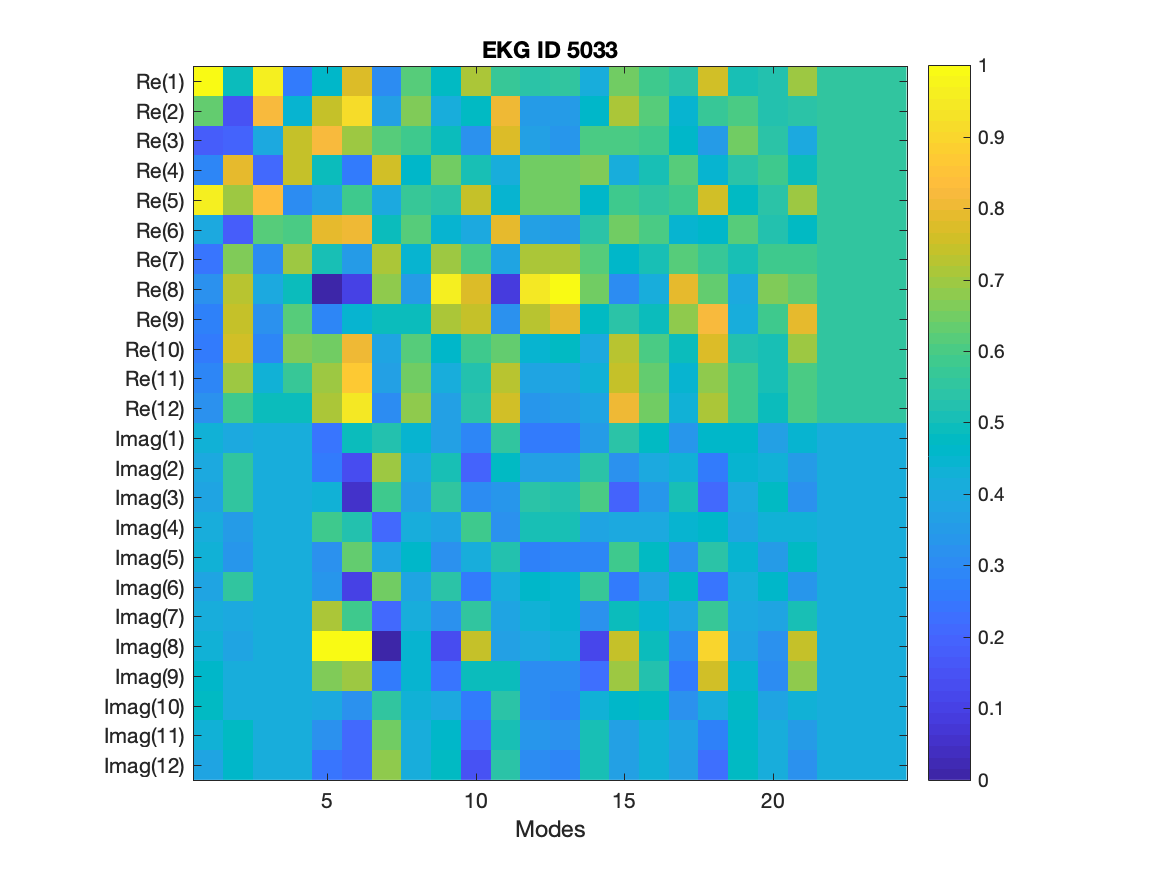 EKG ID 5033
Re(1)
Re(2)
Re(3)
Re(4)
Re(5)
Re(6)
Re(7)
Re(8)
Re(9)
Re(10)
Re(11)
Re(12)
Imag(1)
Imag(2)
Imag(3)
Imag(4)
Imag(5)
Imag(6)
Imag(7)
Imag(8)
Imag(9)
Imag(10)
Imag(11)
Imag(12)
5 10 15 20
Modes
1
0.9
0.8
0.7
0.6
0.5
0.4
0.3
0.2
0.1
0